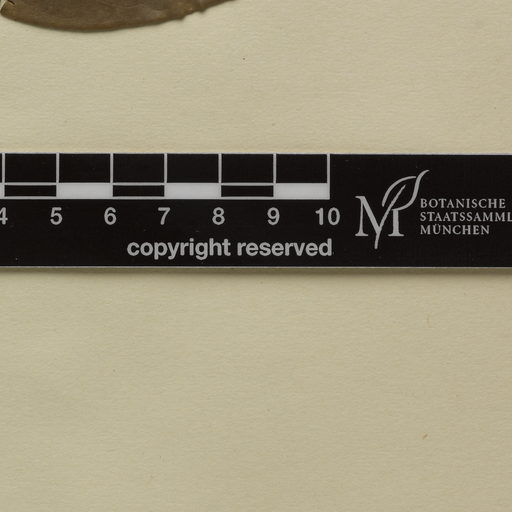 4 5 6 7 8 9 10
copyright reserved
BOTANISCHE
STAATSSAMML
MÜNCHEN